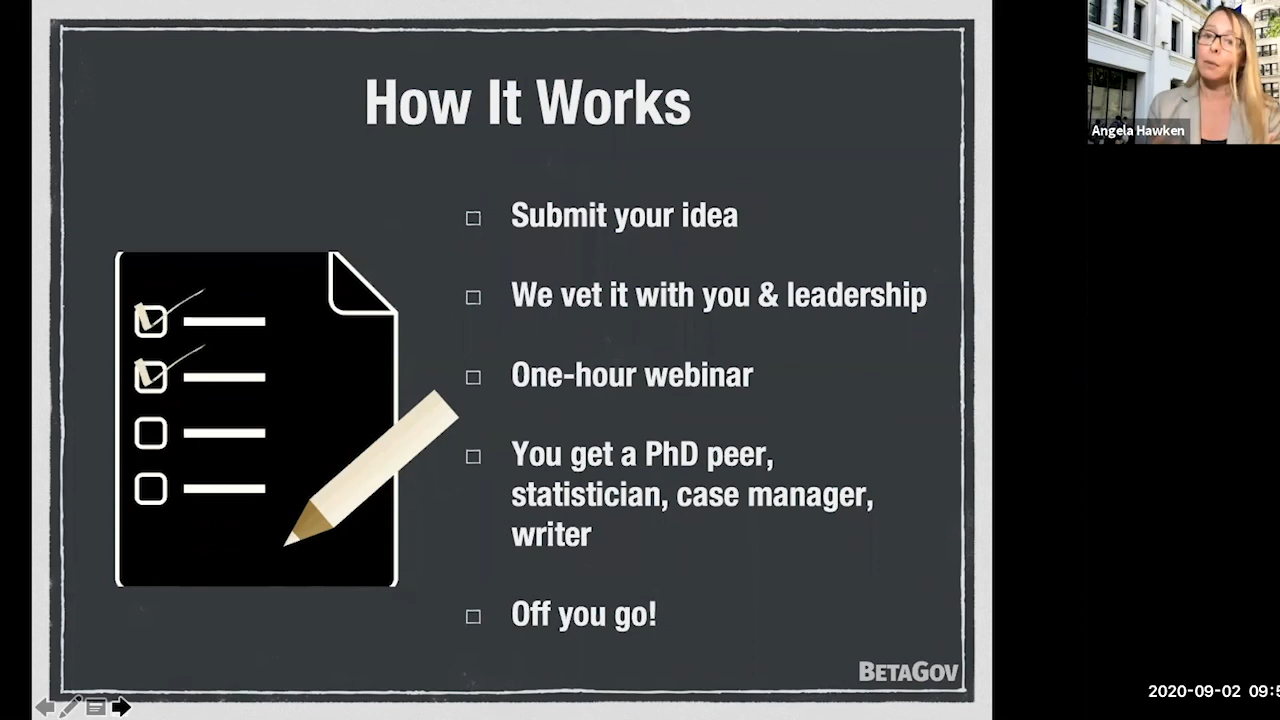 How It Works
Submit your idea
We vet it with you & leadership
One-hour webinar
You get a PhD peer,
statistician, case manager,
writer
Off you go!
BETAGOV
Angela Hawken
2020-09-02 09:5